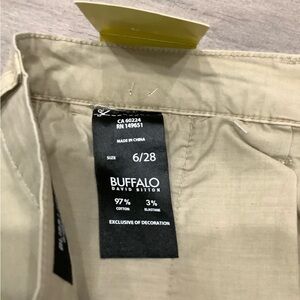 CA 60224
RN 149651
MADE IN CHINA
SIZE 6/28
BUFFALO
DAVID BITTON
97% 3%
COTTON ELASTANE
EXCLUSIVE OF DECORATION